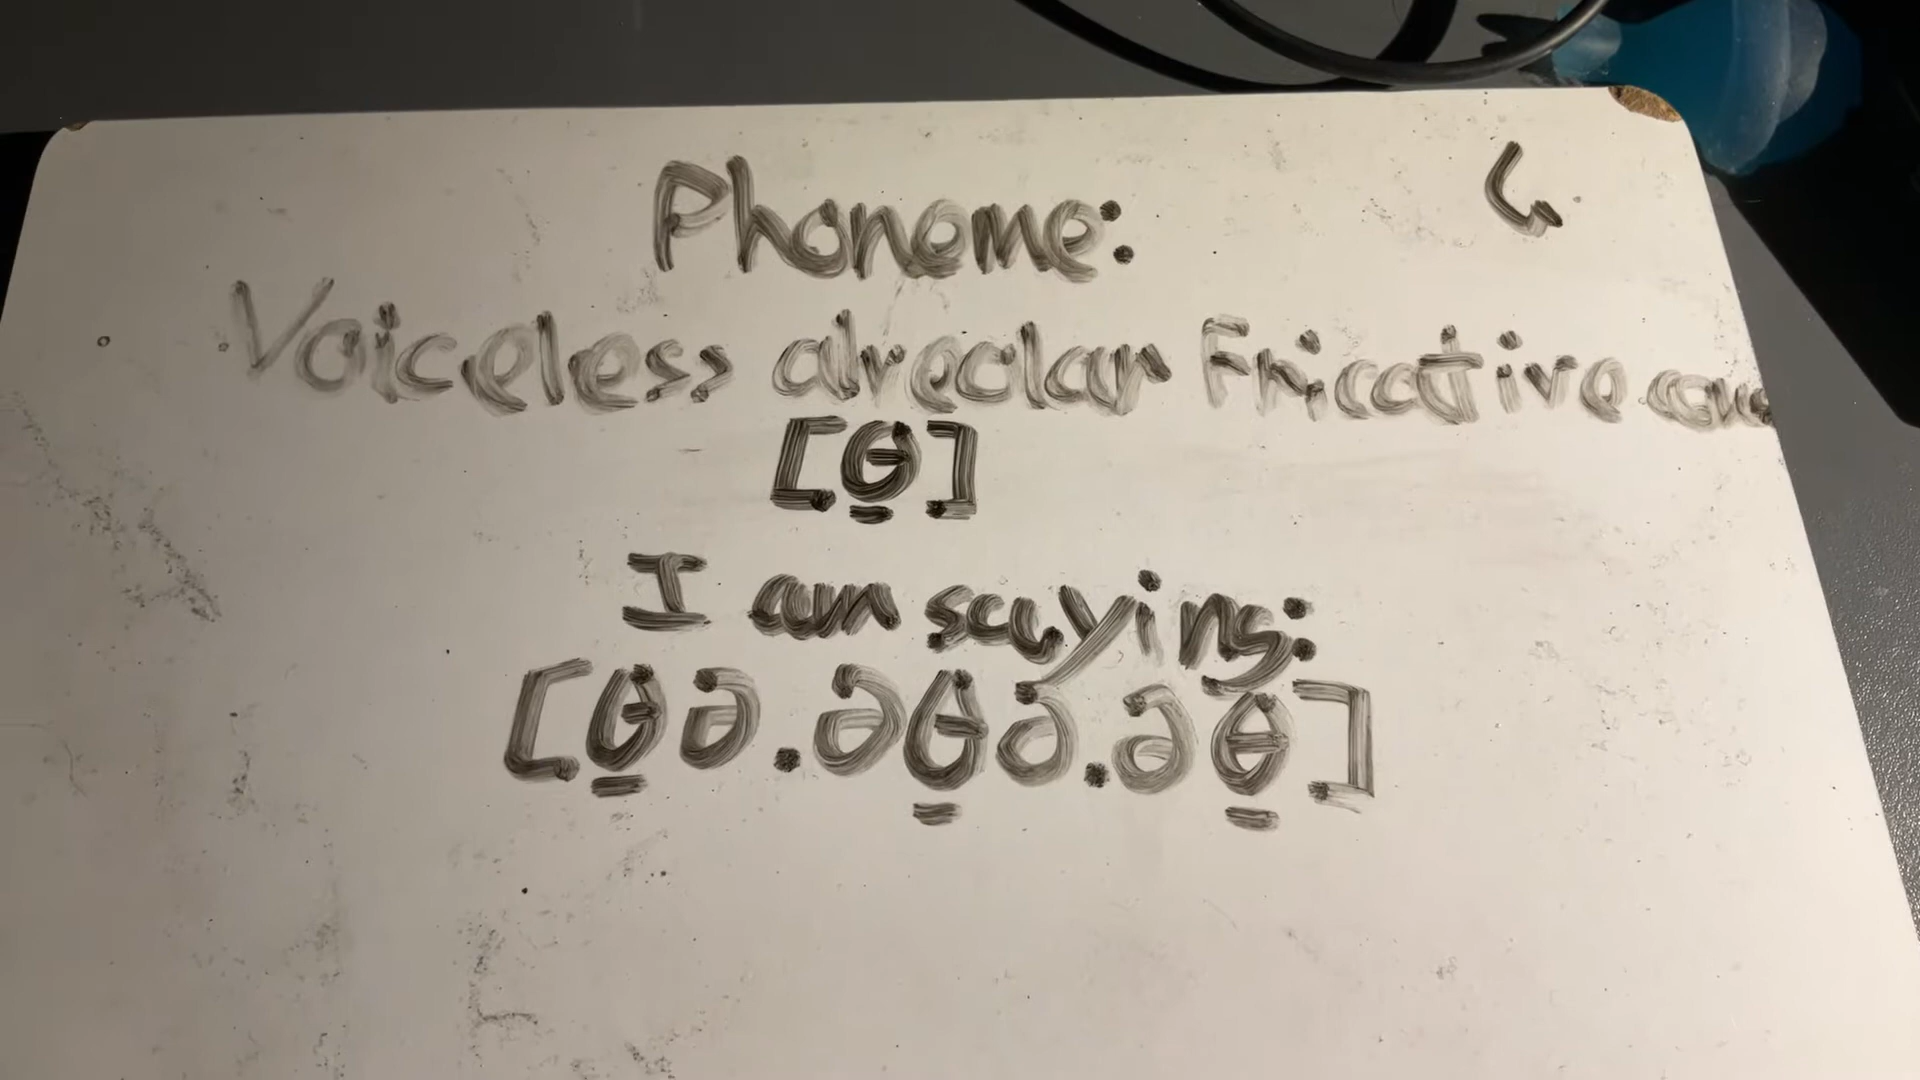 Phoneme:
Voiceless alveolar Fricative
[θ̠]
I am saying:
[θ̠ə.əθ̠ə.əθ̠]